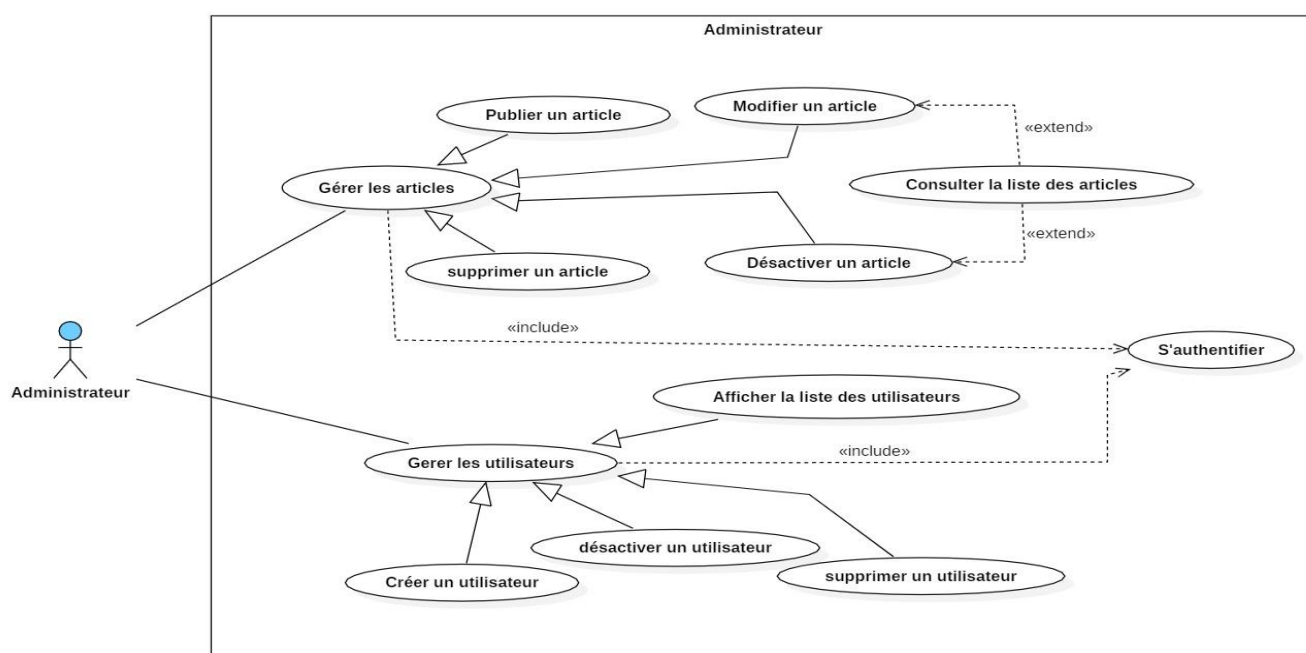 Administrateur
Publier un article
Modifier un article
«extend»
Gérer les articles
Consulter la liste des articles
«extend»
supprimer un article
Désactiver un article
«include»
S'authentifier
Administrateur
Afficher la liste des utilisateurs
«include»
Gerer les utilisateurs
désactiver un utilisateur
Créer un utilisateur
supprimer un utilisateur